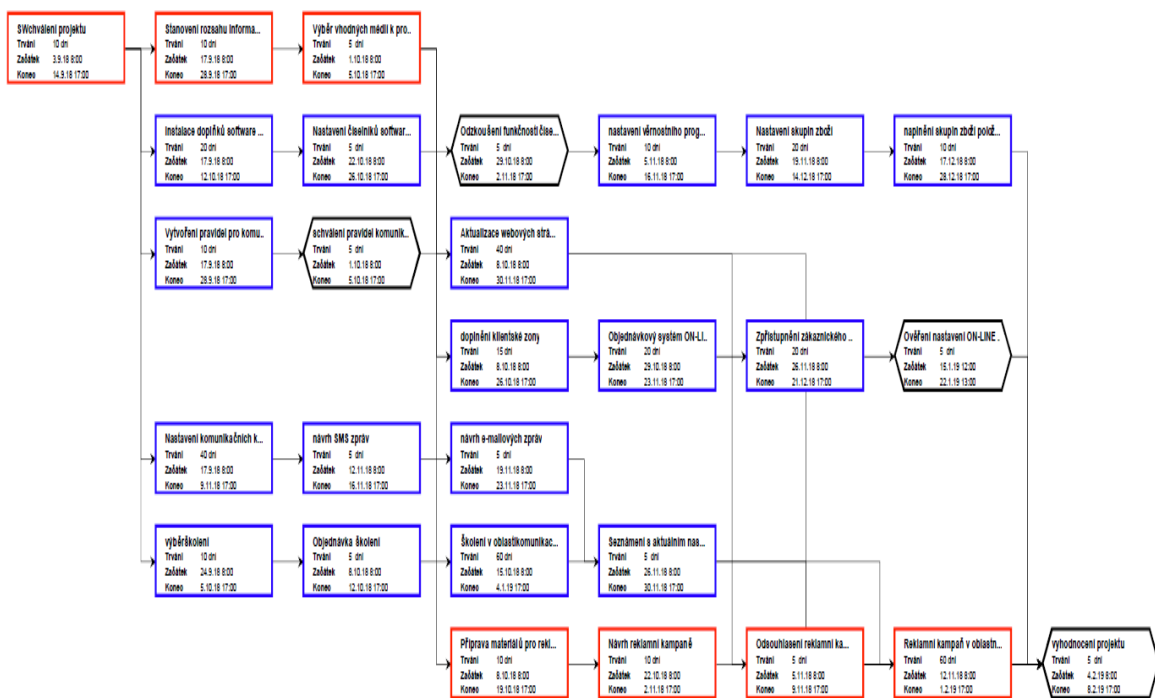 SWchválení projektu
Trvání 10 dní
Začátek 3.9.18 8:00
Konec 14.9.18 17:00
Stanovení rozsahu informa...
Trvání 10 dní
Začátek 17.9.18 8:00
Konec 28.9.18 17:00
Výběr vhodných médií k pro..
Trvání 5 dní
Začátek 1.10.18 8:00
Konec 5.10.18 17:00
Instalace doplňků software ...
Trvání 20 dní
Začátek 17.9.18 8:00
Konec 12.10.18 17:00
Nastavení číselníků softwar...
Trvání 5 dní
Začátek 22.10.18 8:00
Konec 26.10.18 17:00
Odzkoušení funkčností číse...
Trvání 5 dní
Začátek 29.10.18 8:00
Konec 2.11.18 17:00
nastavení věrnostního prog...
Trvání 10 dní
Začátek 5.11.18 8:00
Konec 16.11.18 17:00
Nastavení skupin zboží
Trvání 20 dní
Začátek 19.11.18 8:00
Konec 14.12.18 17:00
naplnění skupin zboží polož...
Trvání 10 dní
Začátek 17.12.18 8:00
Konec 28.12.18 17:00
Vytvoření pravidel pro komu..
Trvání 10 dní
Začátek 17.9.18 8:00
Konec 28.9.18 17:00
schválení pravidel komunik...
Trvání 5 dní
Začátek 1.10.18 8:00
Konec 5.10.18 17:00
Aktualizace webových strá...
Trvání 40 dní
Začátek 8.10.18 8:00
Konec 30.11.18 17:00
doplnění klientské zony
Trvání 15 dní
Začátek 8.10.18 8:00
Konec 26.10.18 17:00
Objednávkový systém ON-LI..
Trvání 20 dní
Začátek 29.10.18 8:00
Konec 23.11.18 17:00
Zpřístupnění zákaznického ..
Trvání 20 dní
Začátek 26.11.18 8:00
Konec 21.12.18 17:00
Ověření nastavení ON-LINE .
Trvání 5 dní
Začátek 15.1.19 12:00
Konec 22.1.19 13:00
Nastavení komunikačních k...
Trvání 40 dní
Začátek 17.9.18 8:00
Konec 9.11.18 17:00
návrh SMS zpráv
Trvání 5 dní
Začátek 12.11.18 8:00
Konec 16.11.18 17:00
návrh e-mailových zpráv
Trvání 5 dní
Začátek 19.11.18 8:00
Konec 23.11.18 17:00
výběrškolení
Trvání 10 dní
Začátek 24.9.18 8:00
Konec 5.10.18 17:00
Objednávka školení
Trvání 5 dní
Začátek 8.10.18 8:00
Konec 12.10.18 17:00
Školení v oblastikomunikac...
Trvání 60 dní
Začátek 15.10.18 8:00
Konec 4.1.19 17:00
Seznámení s aktuálním nas...
Trvání 5 dní
Začátek 26.11.18 8:00
Konec 30.11.18 17:00
Příprava materiálů pro rekl...
Trvání 10 dní
Začátek 8.10.18 8:00
Konec 19.10.18 17:00
Návrh reklamní kampaně
Trvání 10 dní
Začátek 22.10.18 8:00
Konec 2.11.18 17:00
Odsouhlasení reklamní ka...
Trvání 5 dní
Začátek 5.11.18 8:00
Konec 9.11.18 17:00
Reklamní kampaň v oblastn...
Trvání 60 dní
Začátek 12.11.18 8:00
Konec 1.2.19 17:00
vyhodnocení projektu
Trvání 5 dní
Začátek 4.2.19 8:00
Konec 8.2.19 17:00